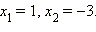 x₁ = 1, x₂ = −3.